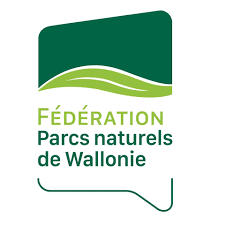 FÉDÉRATION
Parcs naturels
de Wallonie